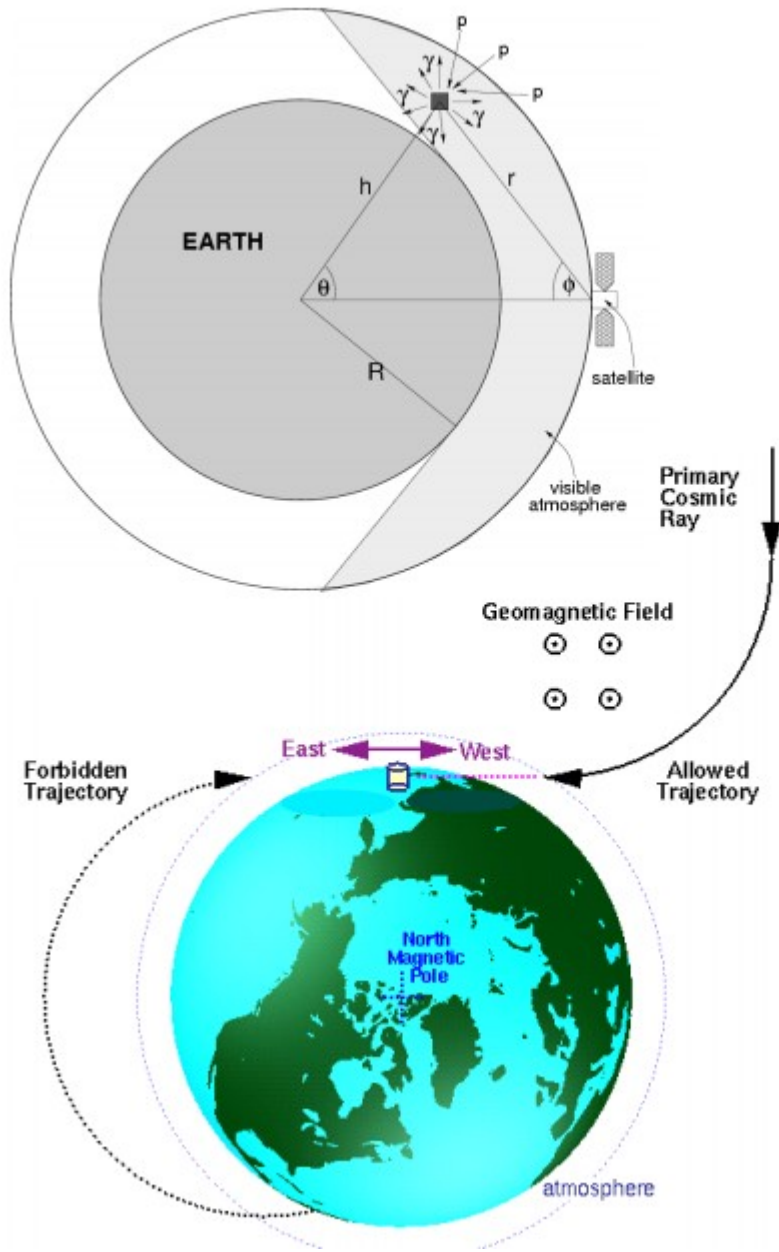 p
p
p
γ
γ
γ
γ
γ
h
r
EARTH
θ
ϕ
R
satellite
visible
atmosphere
Primary
Cosmic
Ray
Geomagnetic Field
East
West
Forbidden
Trajectory
Allowed
Trajectory
North
Magnetic
Pole
atmosphere